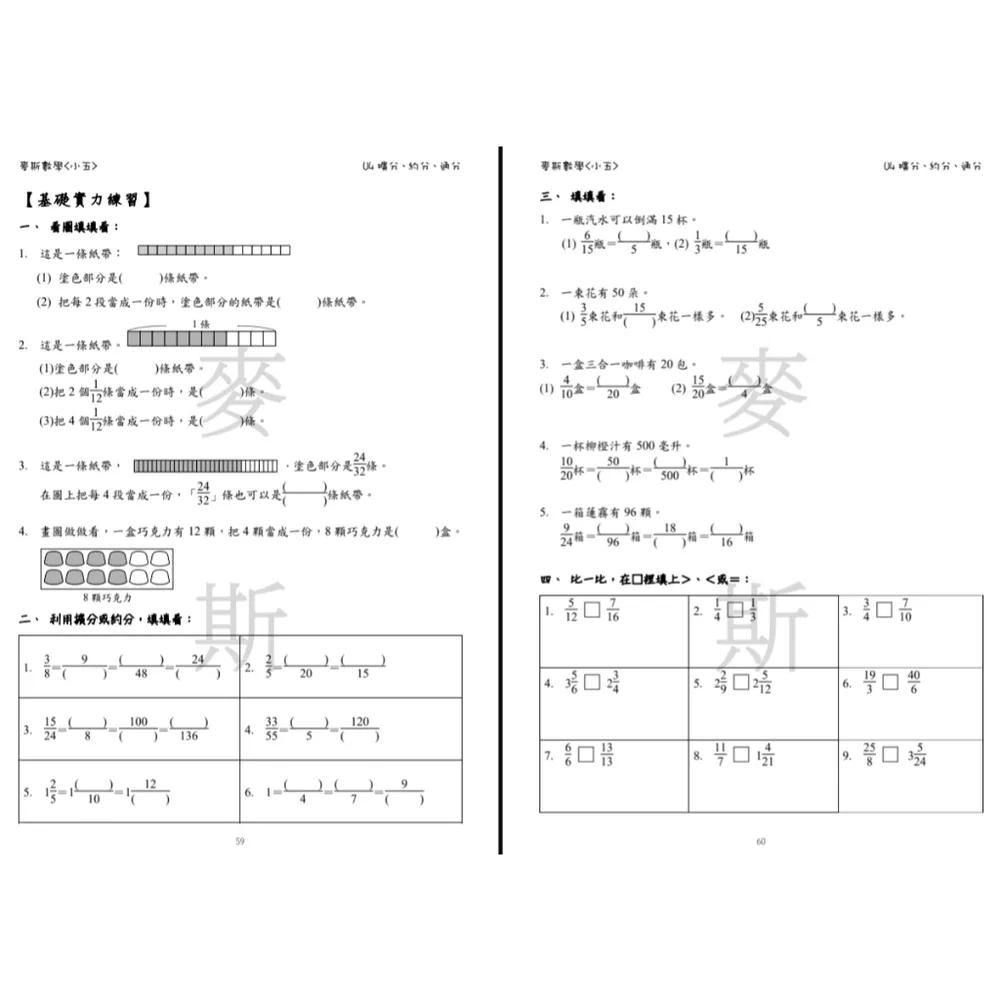 麥斯數學<小五> U4 擴分、約分、通分
【基礎實力練習】
一、 看圖填填看：
1. 這是一條紙帶：
(1) 塗色部分是( )條紙帶。
(2) 把每 2 段當成一份時，塗色部分的紙帶是( )條紙帶。
1 條
2. 這是一條紙帶。
(1)塗色部分是( )條紙帶。
(2)把 2 個1/12條當成一份時，是( )條。
(3)把 4 個1/12條當成一份時，是( )條。
3. 這是一條紙帶， ，塗色部分是24/32條。
在圖上把每 4 段當成一份，「24/32」條也可以是( )/( )條紙帶。
4. 畫圖做做看，一盒巧克力有 12 顆，把 4 顆當成一份，8 顆巧克力是( )盒。
8 顆巧克力
二、 利用擴分或約分，填填看：
1. 3/8=9/( )=( )/48=24/( ) 2. 2/5=( )/20=( )/15
3. 15/24=( )/8=100/( )=( )/136 4. 33/55=( )/5=120/( )
5. 1 2/5=1 ( )/10=1 12/( ) 6. 1=( )/4=( )/7=9/( )
59
麥斯數學<小五> U4 擴分、約分、通分
三、 填填看：
1. 一瓶汽水可以倒滿 15 杯。
(1) 6/15瓶=( )/5瓶，(2) 1/3瓶=( )/15瓶
2. 一束花有 50 朵。
(1) 3/5束花和15/( )束花一樣多。 (2)5/25束花和( )/5束花一樣多。
3. 一盒三合一咖啡有 20 包。
(1) 4/10盒=( )/20盒 (2) 15/20盒=( )/4盒
4. 一杯柳橙汁有 500 毫升。
10/20杯=50/( )杯=( )/500杯=1/( )杯
5. 一箱蓮霧有 96 顆。
9/24箱=( )/96箱=18/( )箱=( )/16箱
四、 比一比，在□裡填上＞、＜或＝：
1. 5/12 □ 7/16 2. 1/4 □ 1/3 3. 3/4 □ 7/10
4. 3 5/6 □ 2 3/4 5. 2 2/9 □ 2 5/12 6. 19/3 □ 40/6
7. 6/6 □ 13/13 8. 11/7 □ 1 4/21 9. 25/8 □ 3 5/24
60
麥
斯
麥
斯